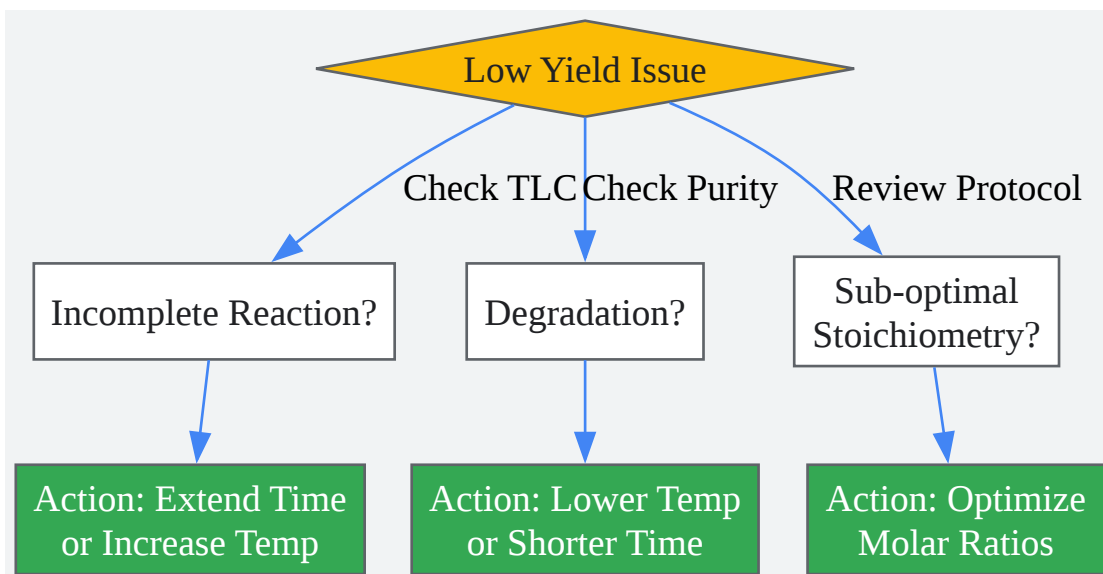 Low Yield Issue
Check TLC
Check Purity
Review Protocol
Incomplete Reaction?
Degradation?
Sub-optimal
Stoichiometry?
Action: Extend Time
or Increase Temp
Action: Lower Temp
or Shorter Time
Action: Optimize
Molar Ratios